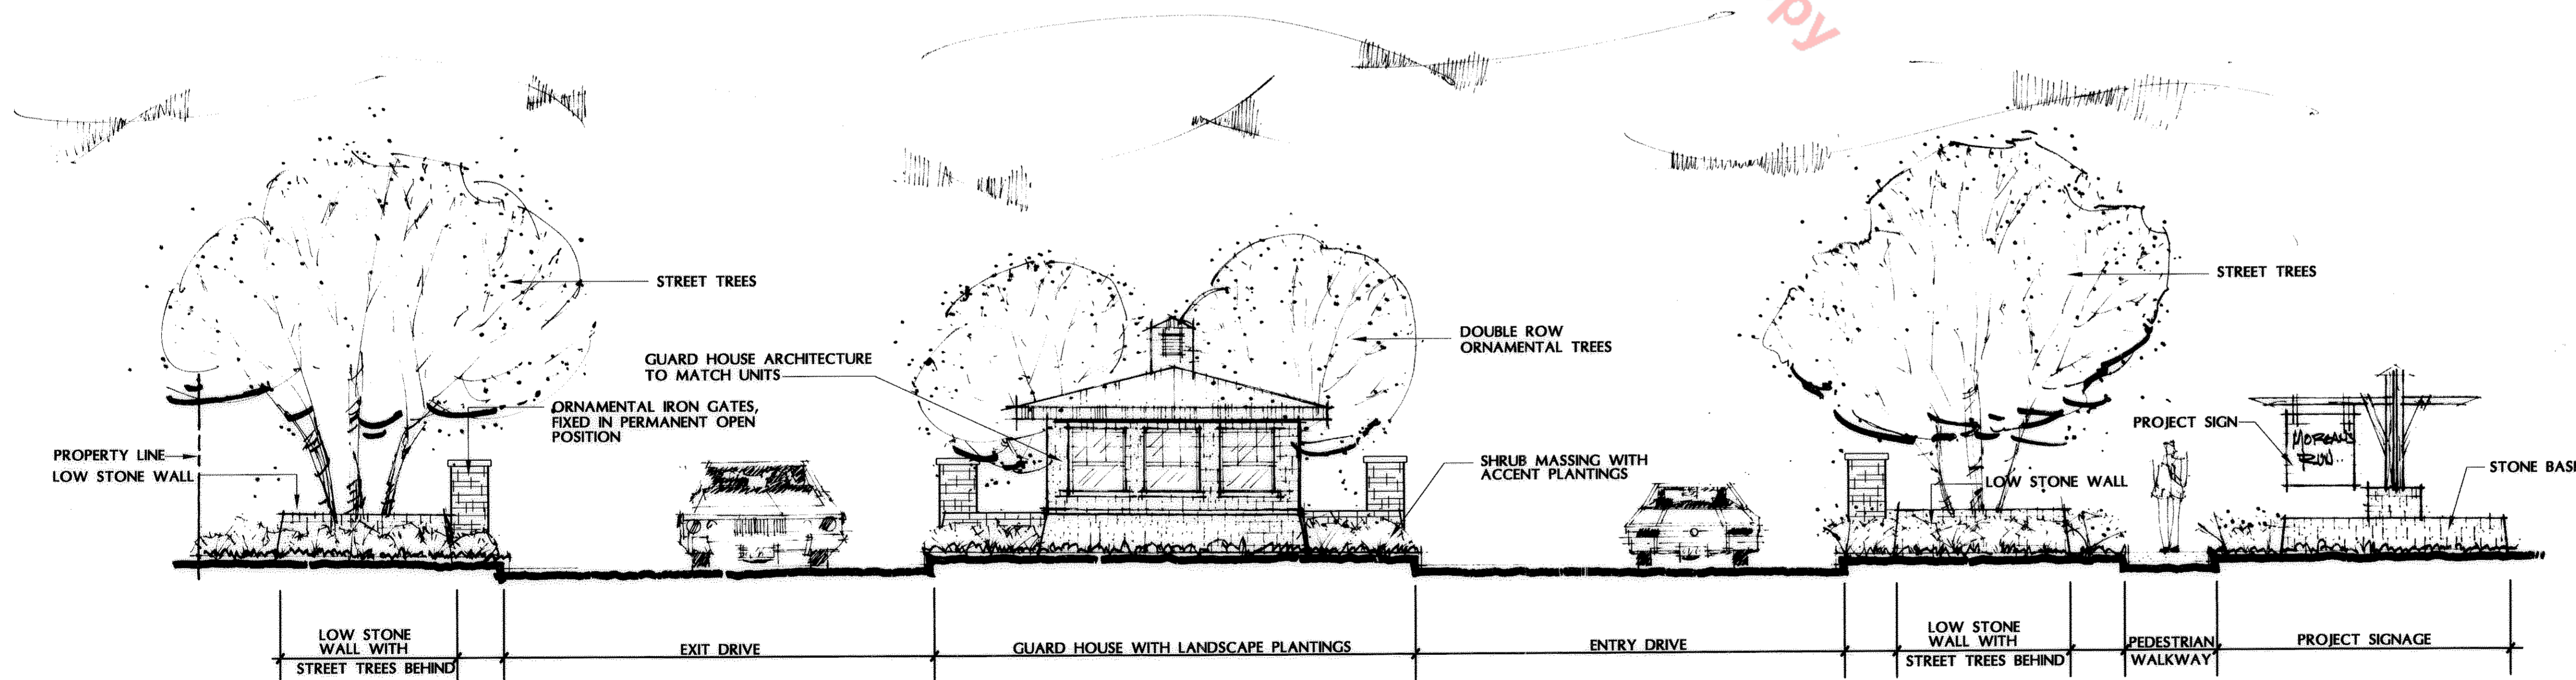 py
STREET TREES
STREET TREES
DOUBLE ROW
ORNAMENTAL TREES
GUARD HOUSE ARCHITECTURE
TO MATCH UNITS
ORNAMENTAL IRON GATES,
FIXED IN PERMANENT OPEN
POSITION
PROJECT SIGN
MORGAN'S
RUN
PROPERTY LINE
LOW STONE WALL
SHRUB MASSING WITH
ACCENT PLANTINGS
LOW STONE WALL
STONE BAS
LOW STONE
WALL WITH
STREET TREES BEHIND
EXIT DRIVE
GUARD HOUSE WITH LANDSCAPE PLANTINGS
ENTRY DRIVE
LOW STONE
WALL WITH
STREET TREES BEHIND
PEDESTRIAN
WALKWAY
PROJECT SIGNAGE